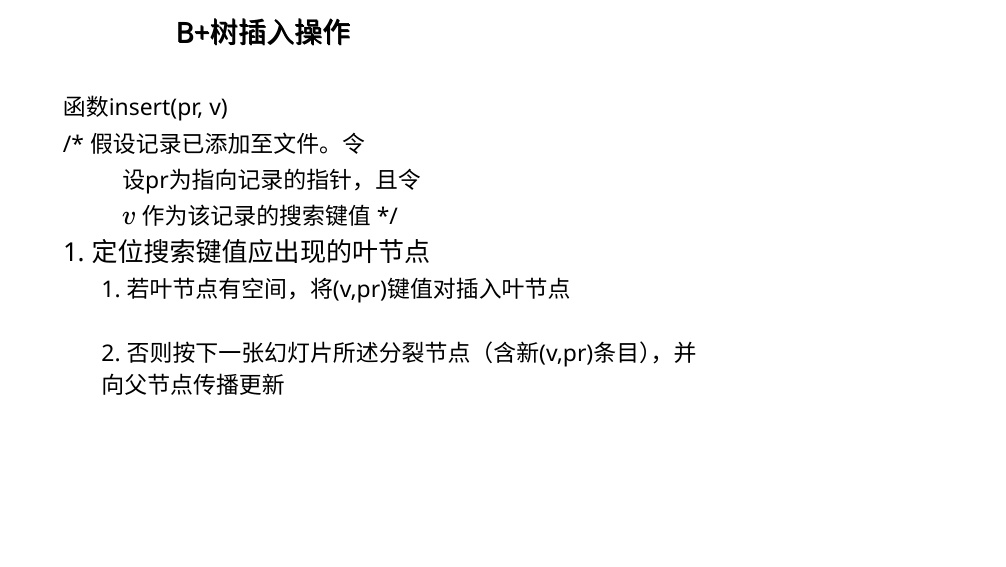 B+树插入操作
函数insert(pr, v)
/* 假设记录已添加至文件。令
设pr为指向记录的指针，且令
v 作为该记录的搜索键值 */
1. 定位搜索键值应出现的叶节点
1. 若叶节点有空间，将(v,pr)键值对插入叶节点
2. 否则按下一张幻灯片所述分裂节点（含新(v,pr)条目），并
向父节点传播更新